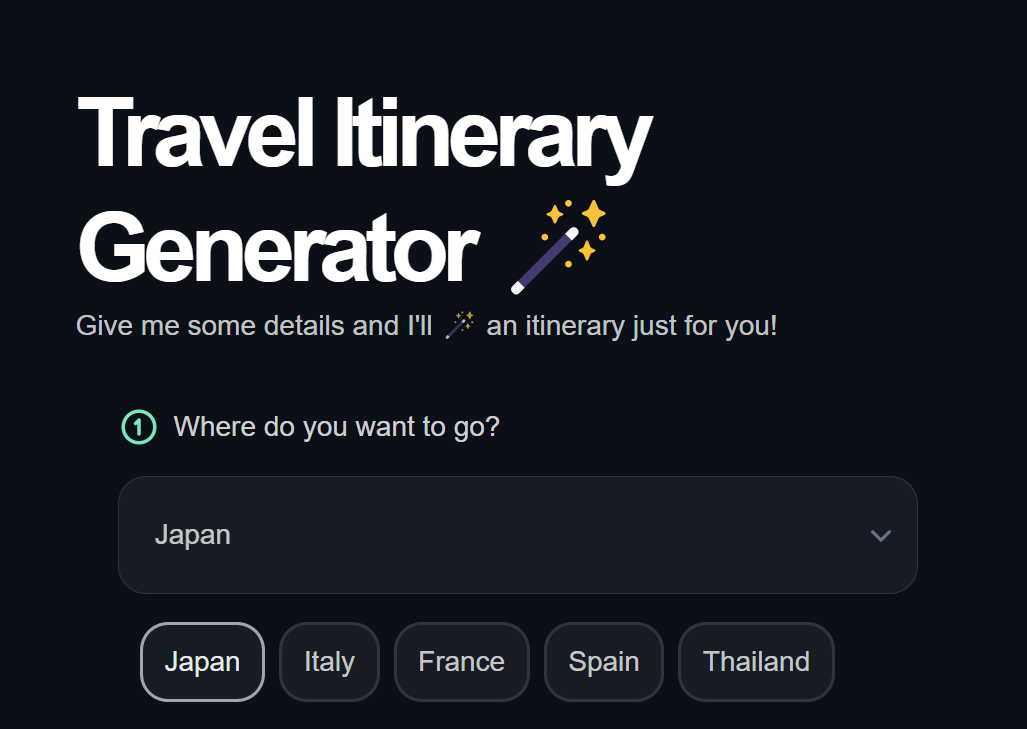 Travel Itinerary
Generator 🪄
Give me some details and I'll 🪄 an itinerary just for you!
1 Where do you want to go?
Japan
Japan Italy France Spain Thailand